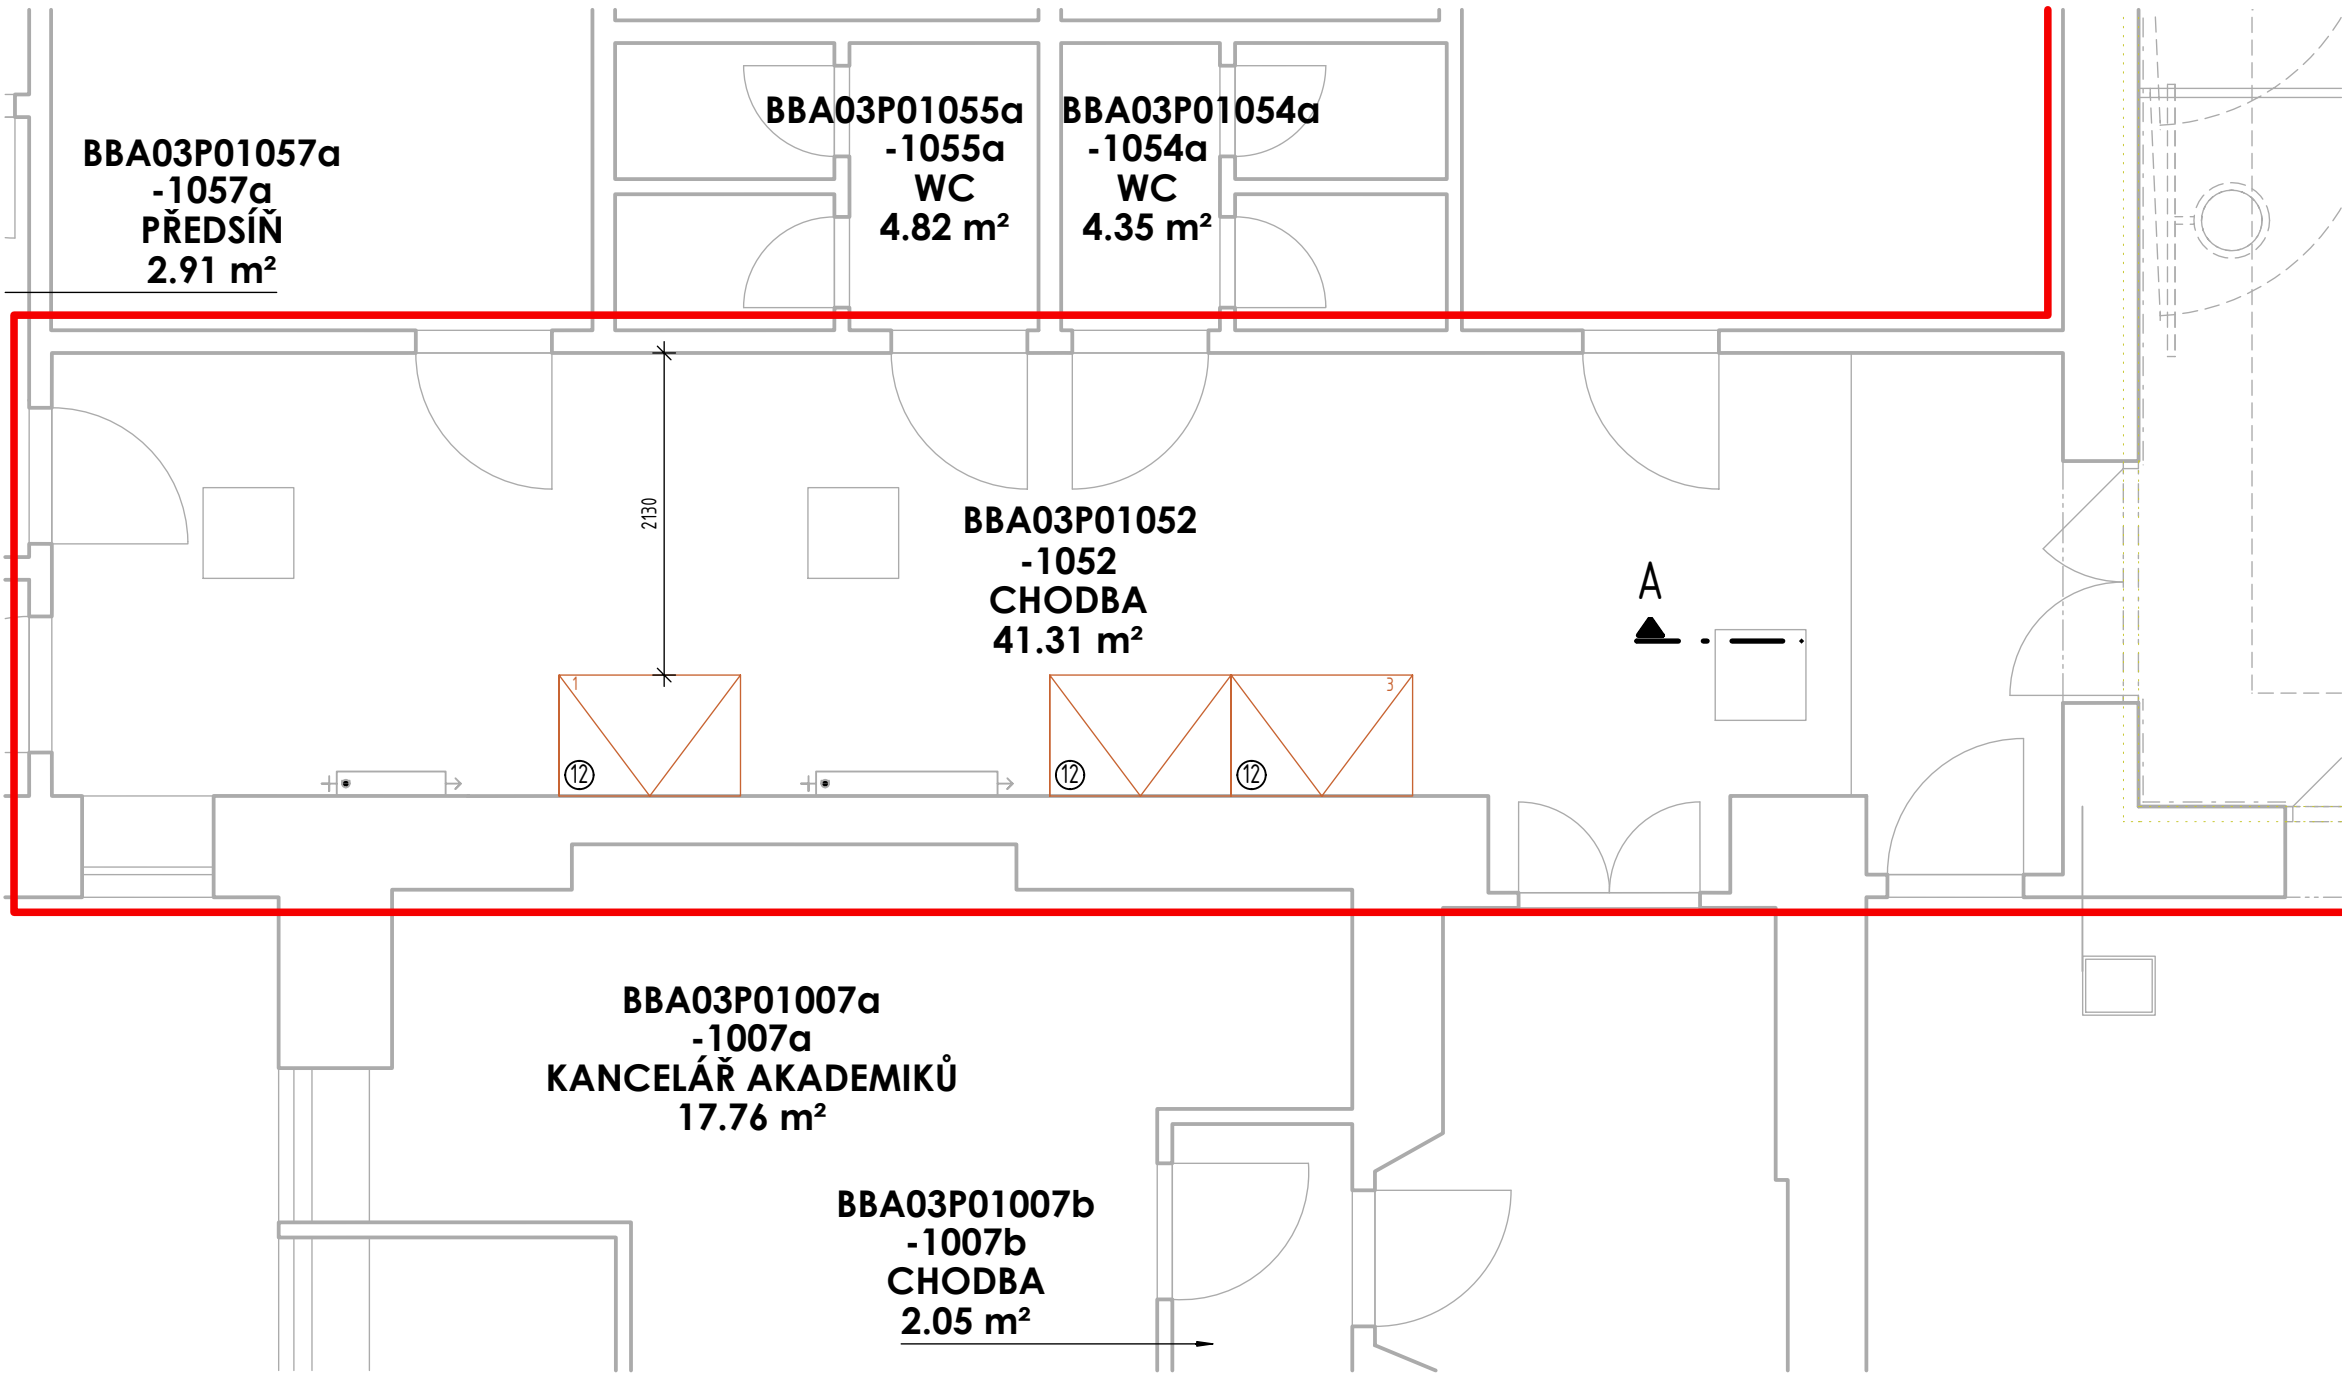 BBA03P01057a
-1057a
PŘEDSÍŇ
2.91 m²
BBA03P01055a
-1055a
WC
4.82 m²
BBA03P01054a
-1054a
WC
4.35 m²
2130
BBA03P01052
-1052
CHODBA
41.31 m²
A
1
12
12
3
12
BBA03P01007a
-1007a
KANCELÁŘ AKADEMIKŮ
17.76 m²
BBA03P01007b
-1007b
CHODBA
2.05 m²